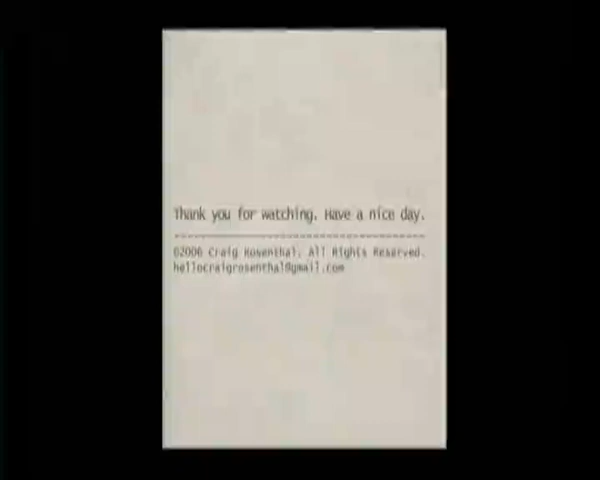 Thank you for watching. Have a nice day.
©2006 Craig Rosenthal. All Rights Reserved.
hellocraigrosenthal@gmail.com